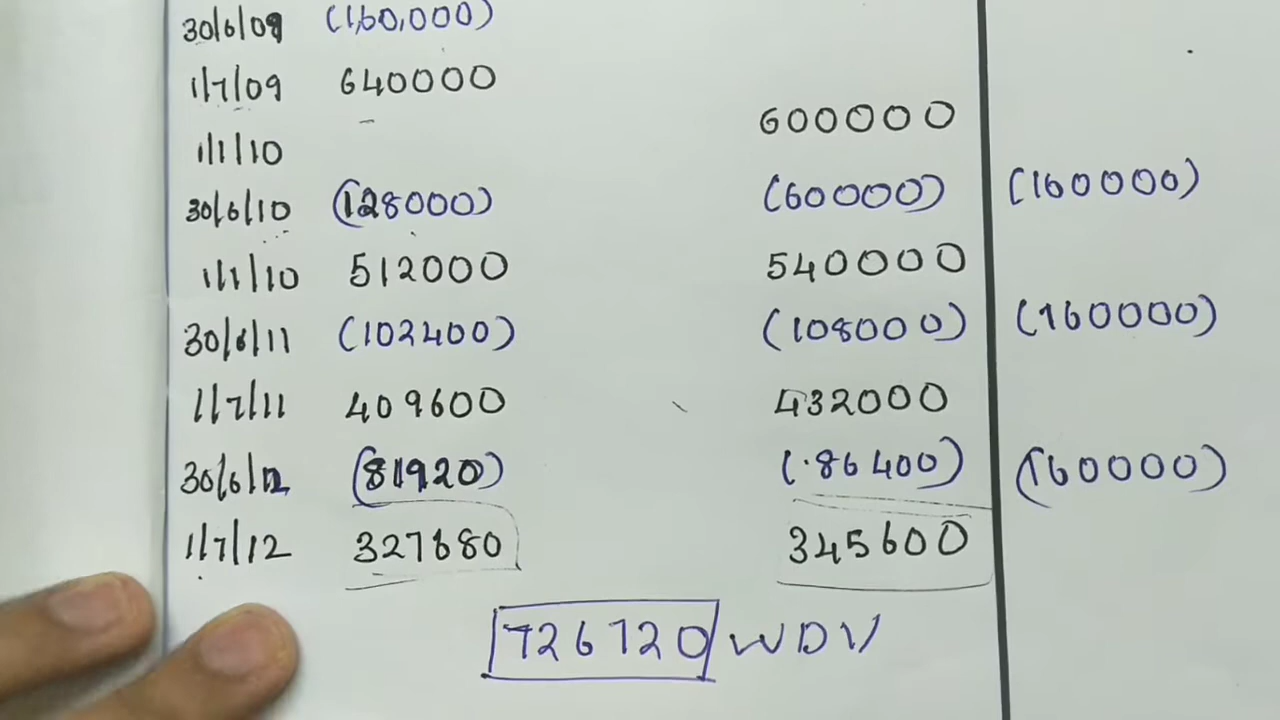 30/6/09 (1,60,000)
1/7/09 640000
600000
1/1/10
30/6/10 (128000) (60000) (160000)
1/1/10 512000 540000
30/6/11 (102400) (108000) (160000)
1/7/11 409600 432000
30/6/12 (81920) (86400) (160000)
1/7/12 327680 345600
726720 WDV